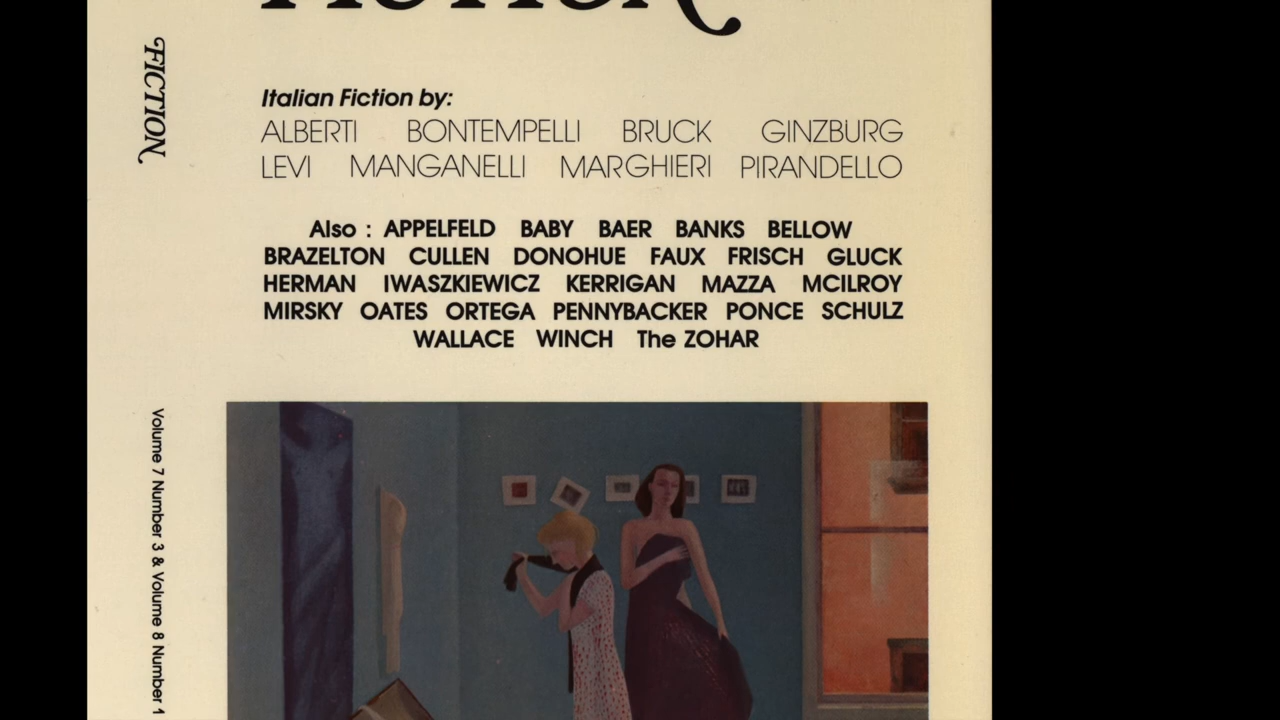 FICTION
FICTION
Italian Fiction by:
ALBERTI BONTEMPELLI BRUCK GINZBURG
LEVI MANGANELLI MARGHIERI PIRANDELLO
Also : APPELFELD BABY BAER BANKS BELLOW
BRAZELTON CULLEN DONOHUE FAUX FRISCH GLUCK
HERMAN IWASZKIEWICZ KERRIGAN MAZZA MCILROY
MIRSKY OATES ORTEGA PENNYBACKER PONCE SCHULZ
WALLACE WINCH The ZOHAR
Volume 7 Number 3 & Volume 8 Number 1